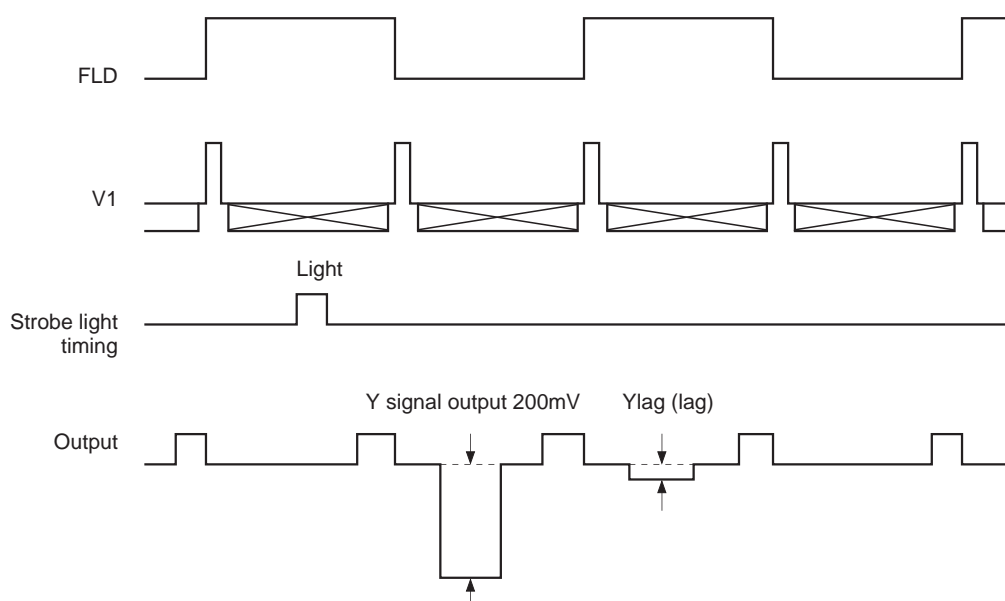 FLD
V1
Light
Strobe light
timing
Y signal output 200mV
Ylag (lag)
Output